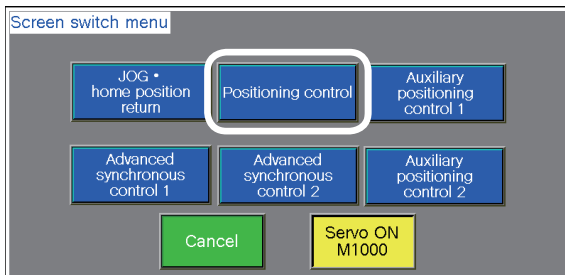 Screen switch menu
JOG •
home position
return
Positioning control
Auxiliary
positioning
control 1
Advanced
synchronous
control 1
Advanced
synchronous
control 2
Auxiliary
positioning
control 2
Cancel
Servo ON
M1000